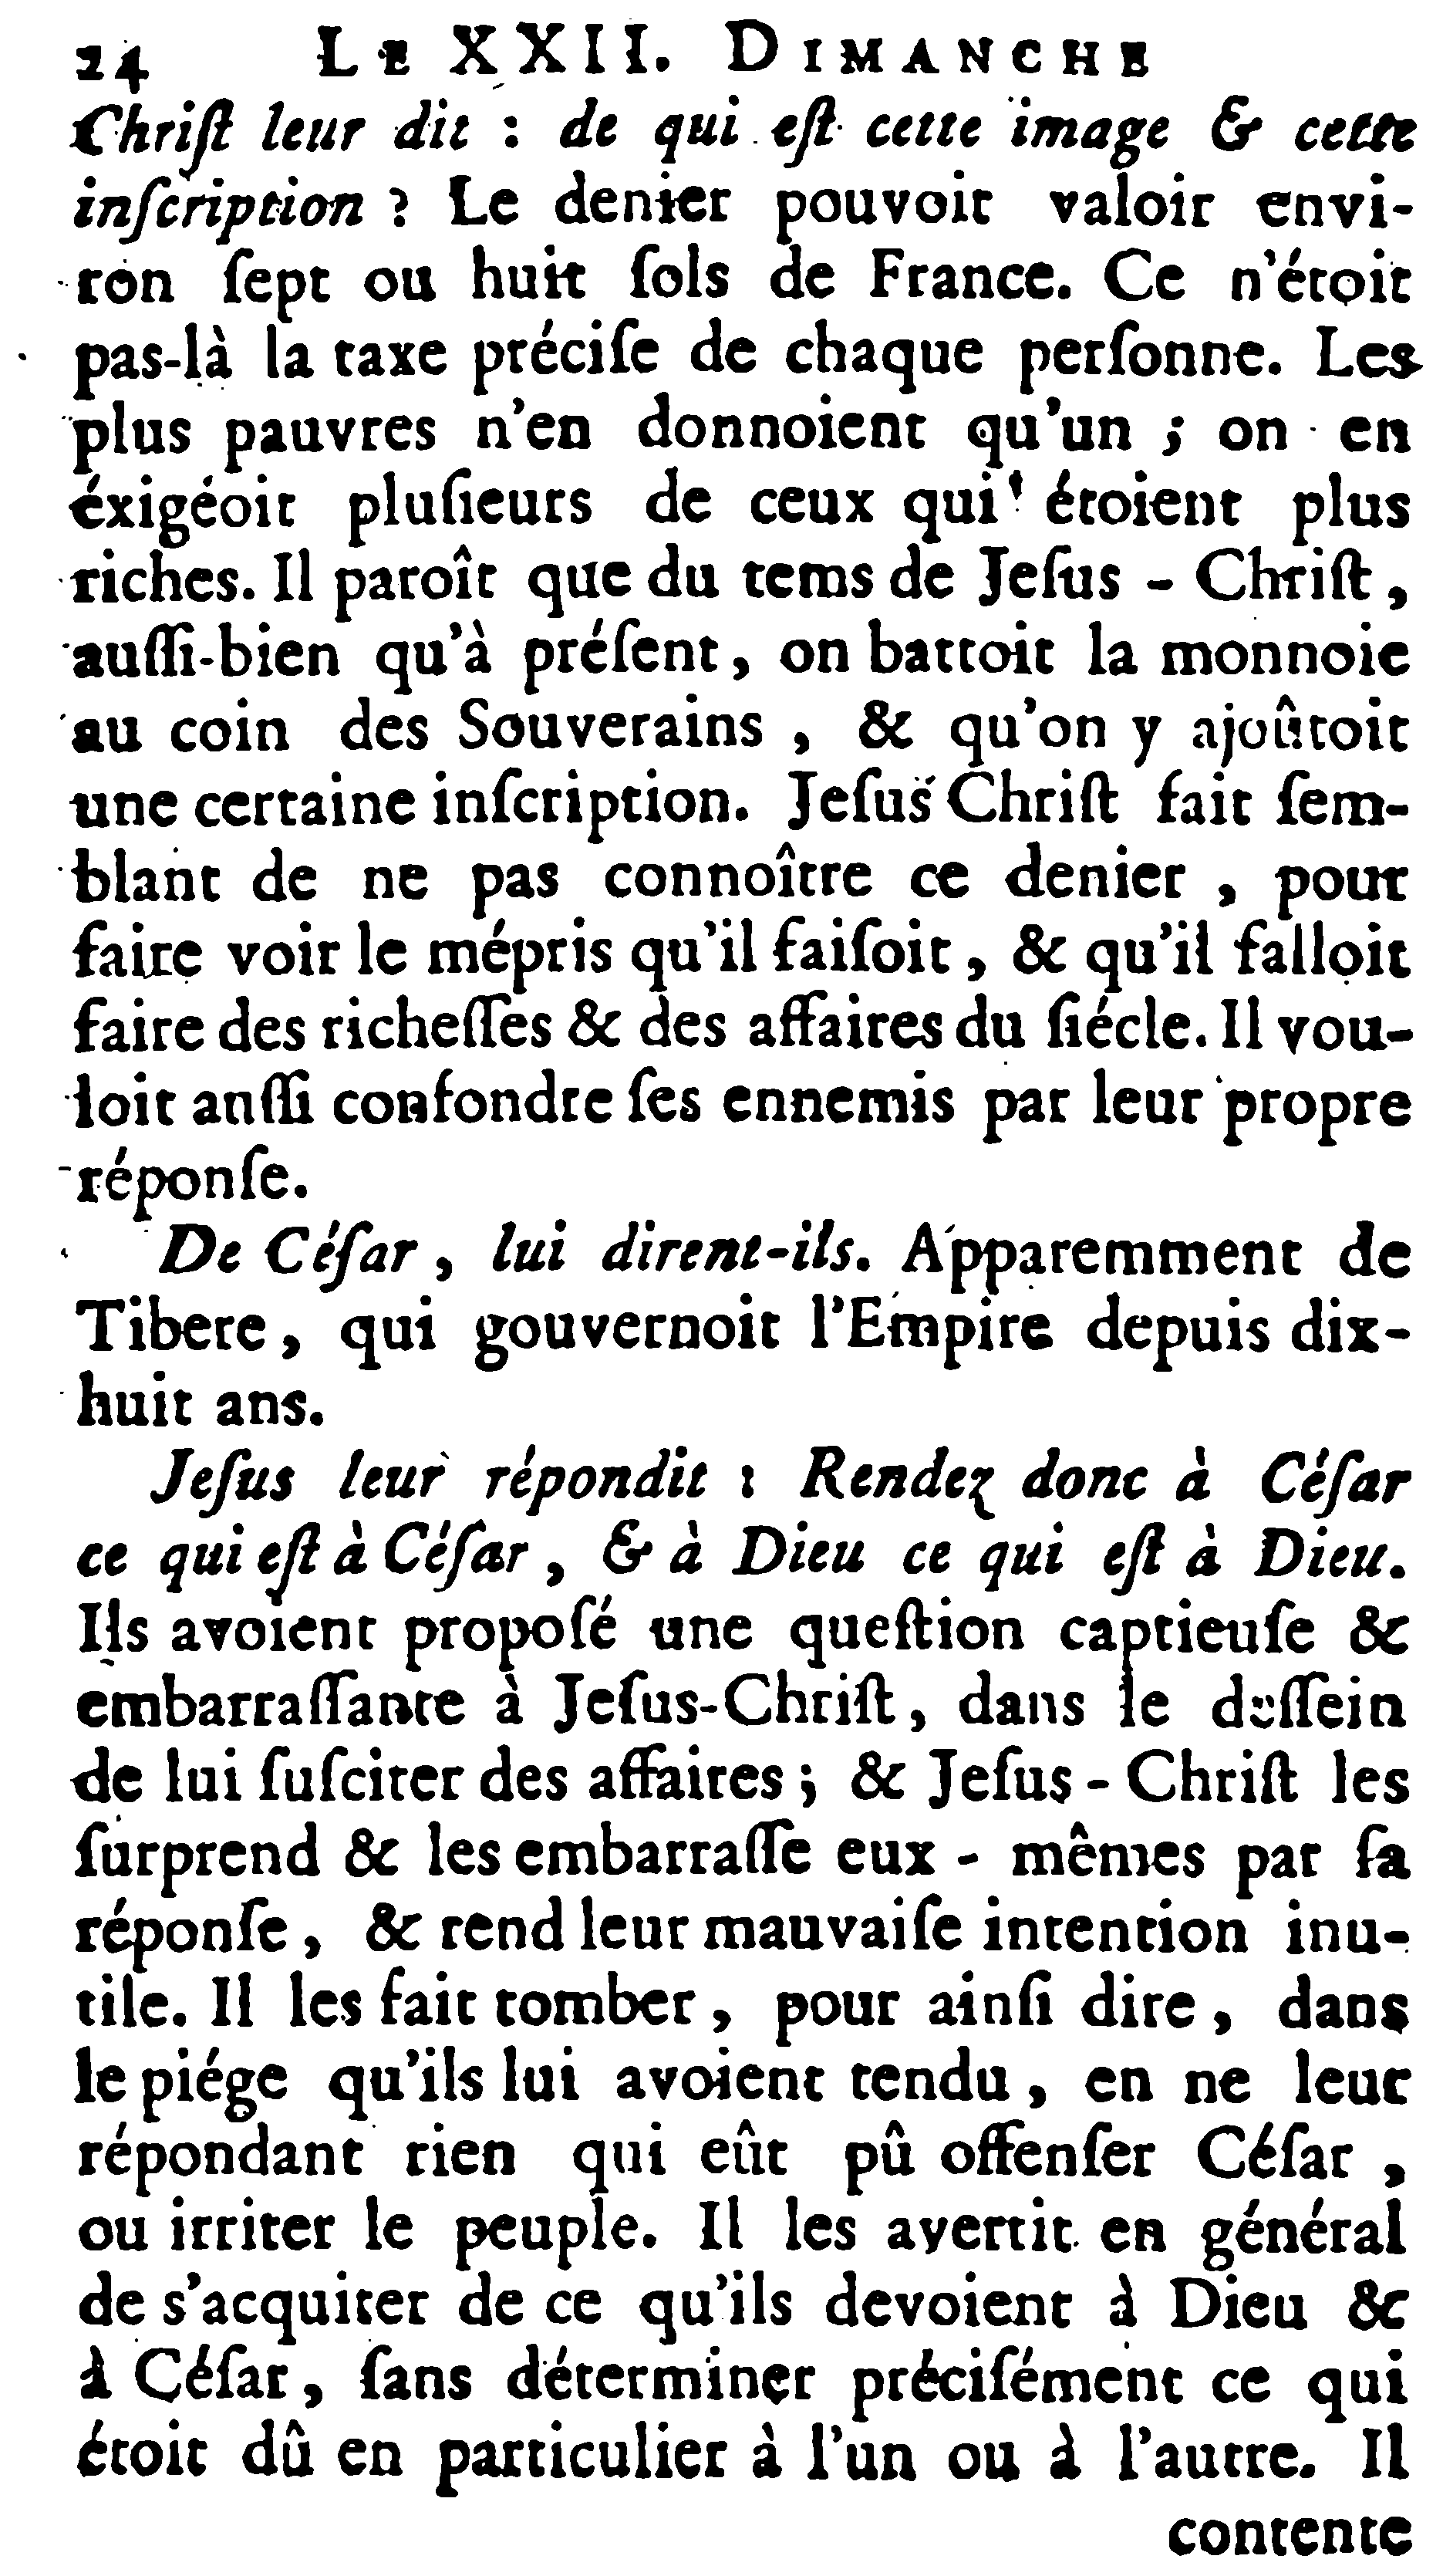 24 LE XXII. DIMANCHE
Chriſt leur dit : de qui eſt cette image & cette
inſcription ? Le denier pouvoit valoir envi-
ron ſept ou huit ſols de France. Ce n'étoit
pas-là la taxe préciſe de chaque perſonne. Les
plus pauvres n'en donnoient qu'un ; on en
éxigéoit pluſieurs de ceux qui étoient plus
riches. Il paroît que du tems de Jeſus - Chriſt,
auſſi-bien qu'à préſent, on battoit la monnoie
au coin des Souverains , & qu'on y ajoûtoit
une certaine inſcription. Jeſus Chriſt fait ſem-
blant de ne pas connoître ce denier , pour
faire voir le mépris qu'il faiſoit, & qu'il falloit
faire des richeſſes & des affaires du ſiécle. Il vou-
loit anſſi confondre ſes ennemis par leur propre
réponſe.
De Céſar, lui dirent-ils. Apparemment de
Tibere, qui gouvernoit l'Empire depuis dix-
huit ans.
Jeſus leur répondit : Rendez donc à Céſar
ce qui eſt à Céſar, & à Dieu ce qui eſt à Dieu.
Ils avoient propoſé une queſtion captieuſe &
embarraſſante à Jeſus-Chriſt, dans le deſſein
de lui ſuſciter des affaires ; & Jeſus - Chriſt les
ſurprend & les embarraſſe eux - mêmes par ſa
réponſe, & rend leur mauvaiſe intention inu-
tile. Il les fait tomber, pour ainſi dire, dans
le piége qu'ils lui avoient tendu, en ne leur
répondant rien qui eût pû offenſer Céſar ,
ou irriter le peuple. Il les avertit en général
de s'acquiter de ce qu'ils devoient à Dieu &
à Céſar, ſans déterminer préciſément ce qui
étoit dû en particulier à l'un ou à l'autre. Il
contente